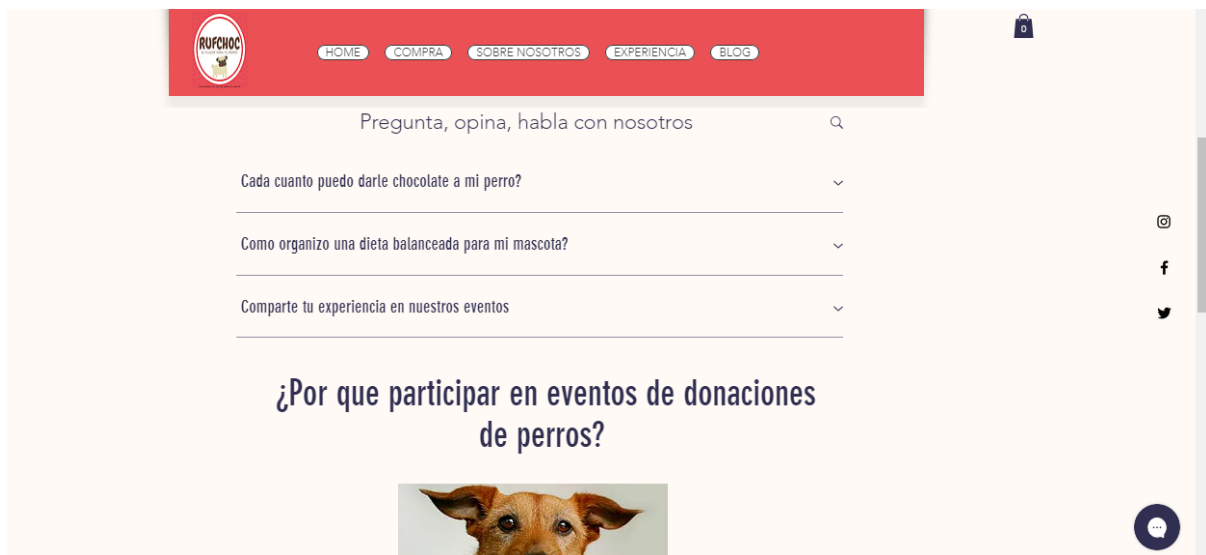 RUFCHOC
HOME
COMPRA
SOBRE NOSOTROS
EXPERIENCIA
BLOG
0
Pregunta, opina, habla con nosotros
Cada cuanto puedo darle chocolate a mi perro?
Como organizo una dieta balanceada para mi mascota?
Comparte tu experiencia en nuestros eventos
¿Por que participar en eventos de donaciones
de perros?